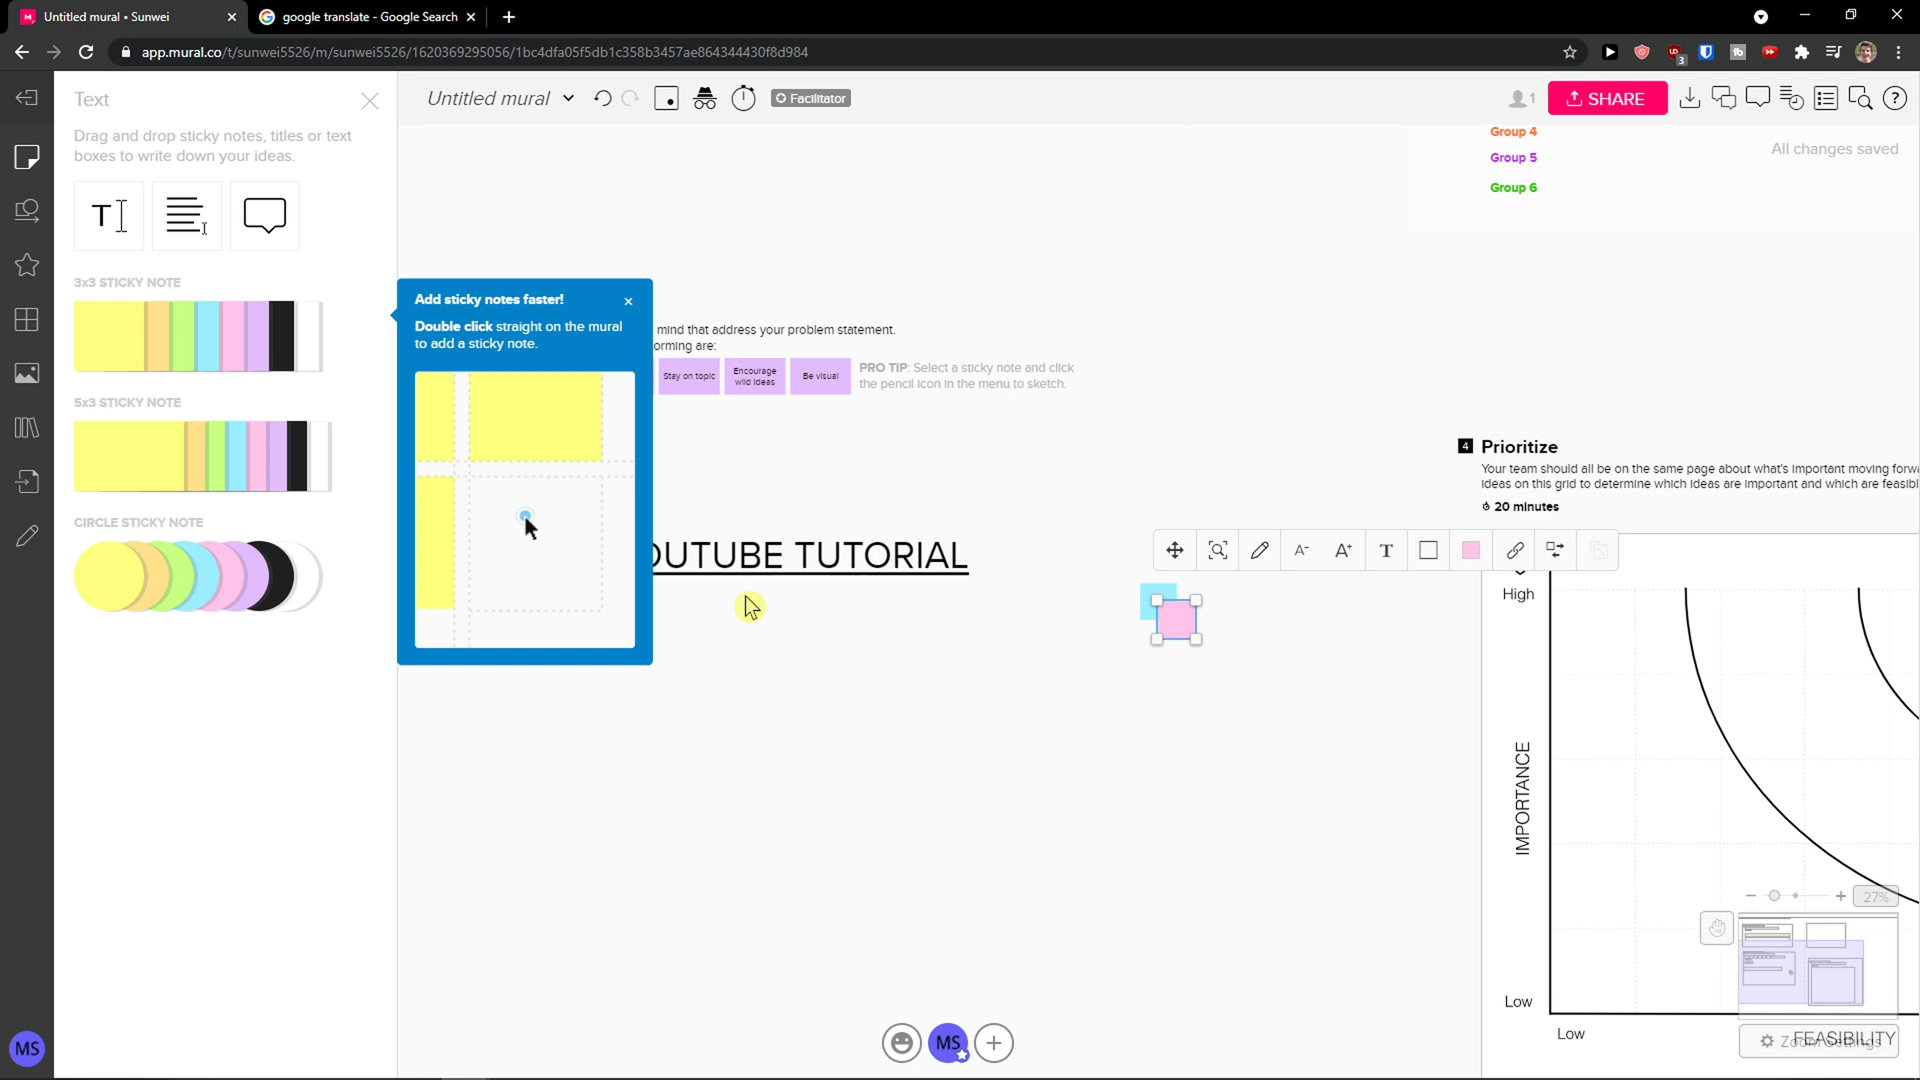 Untitled mural • Sunwei
google translate - Google Search
app.mural.co/t/sunwei5526/m/sunwei5526/1620369295056/1bc4dfa05f5db1c358b3457ae864344430f8d984
3
Text
Drag and drop sticky notes, titles or text
boxes to write down your ideas.
T
3x3 STICKY NOTE
5x3 STICKY NOTE
CIRCLE STICKY NOTE
MS
Untitled mural
Facilitator
1
SHARE
All changes saved
Group 4
Group 5
Group 6
Add sticky notes faster!
Double click straight on the mural
to add a sticky note.
mind that address your problem statement.
orming are:
Stay on topic
Encourage
wild ideas
Be visual
PRO TIP: Select a sticky note and click
the pencil icon in the menu to sketch.
OUTUBE TUTORIAL
A-
A+
T
4 Prioritize
Your team should all be on the same page about what's important moving forw
ideas on this grid to determine which ideas are important and which are feasibl
20 minutes
High
IMPORTANCE
Low
Low
27%
FEASIBILITY
Zoom Settings
MS